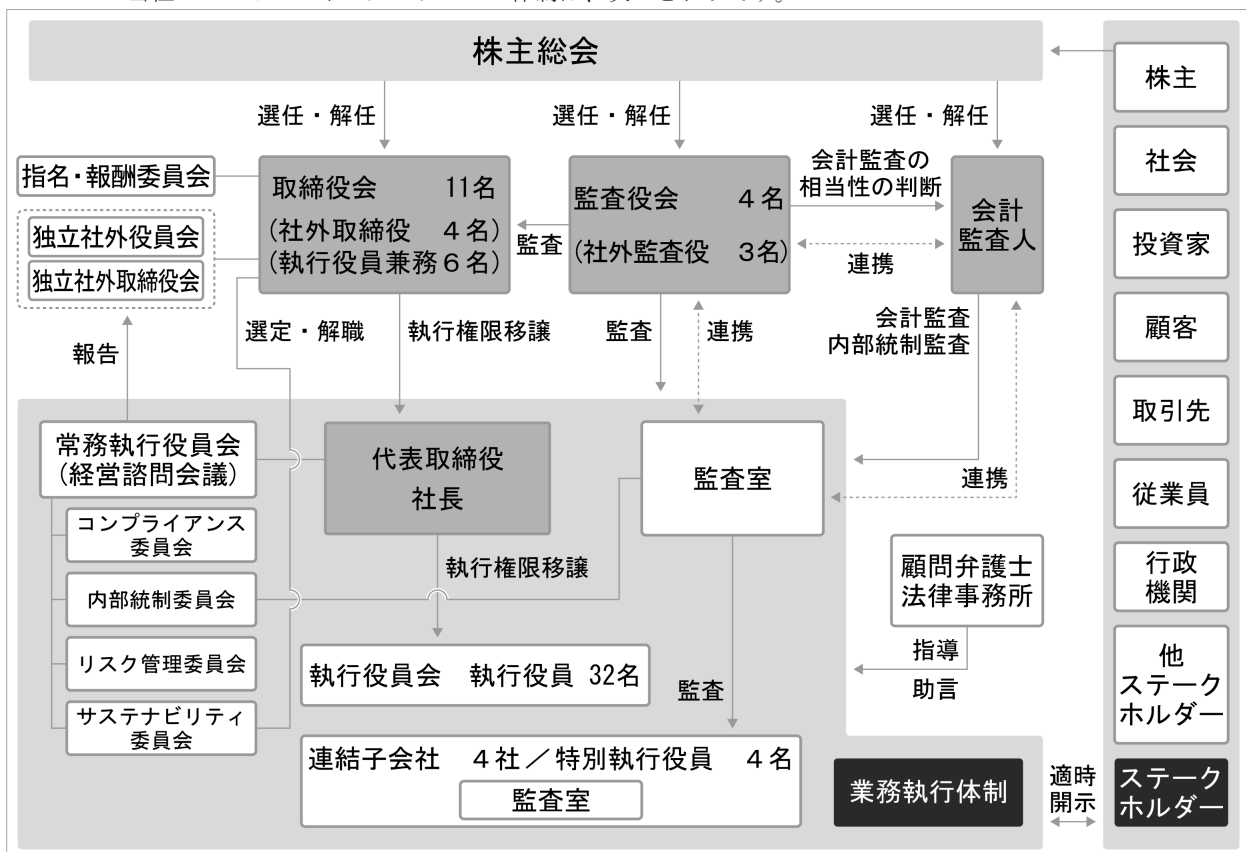 株主総会
選任・解任
選任・解任
選任・解任
指名・報酬委員会
独立社外役員会
独立社外取締役会
取締役会 11名
(社外取締役 4名)
(執行役員兼務6名)
監査
監査役会 4名
(社外監査役 3名)
会計監査の
相当性の判断
連携
会計
監査人
報告
選定・解職
執行権限移譲
監査
連携
会計監査
内部統制監査
常務執行役員会
(経営諮問会議)
コンプライアンス
委員会
内部統制委員会
リスク管理委員会
サステナビリティ
委員会
代表取締役
社長
監査室
連携
執行権限移譲
顧問弁護士
法律事務所
指導
助言
執行役員会 執行役員 32名
監査
連結子会社 4社/特別執行役員 4名
監査室
業務執行体制
適時
開示
株主
社会
投資家
顧客
取引先
従業員
行政
機関
他
ステーク
ホルダー
ステーク
ホルダー